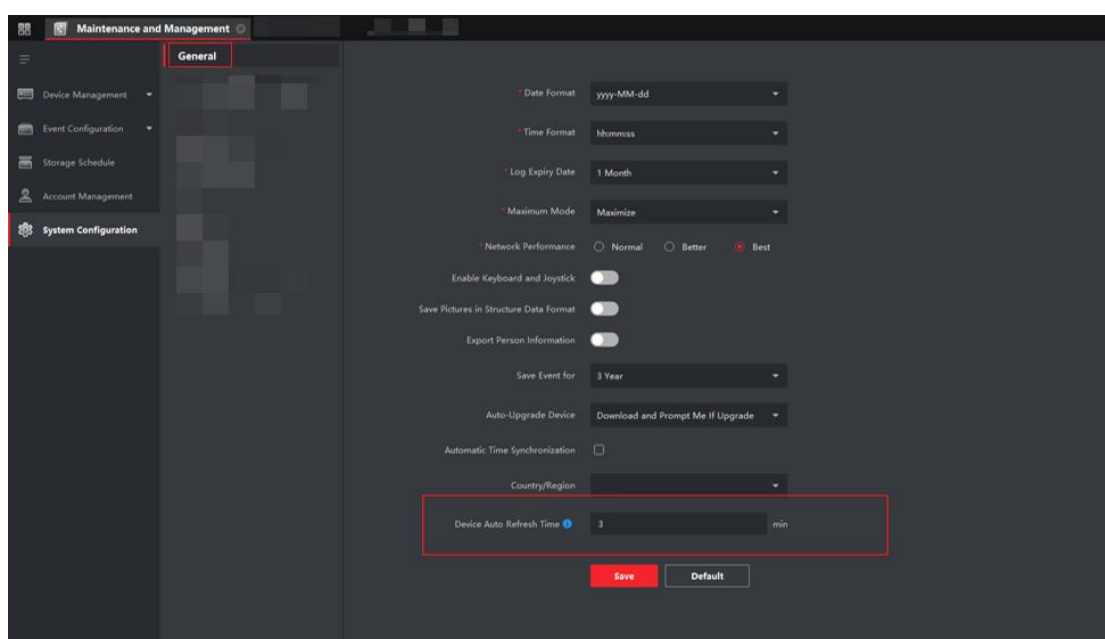 Maintenance and Management
General
Device Management
Event Configuration
Storage Schedule
Account Management
System Configuration
* Date Format yyyy-MM-dd
* Time Format hh:mm:ss
* Log Expiry Date 1 Month
* Maximum Mode Maximize
* Network Performance Normal Better Best
Enable Keyboard and Joystick
Save Pictures in Structure Data Format
Export Person Information
Save Event for 3 Year
Auto-Upgrade Device Download and Prompt Me If Upgrade
Automatic Time Synchronization
Country/Region
Device Auto Refresh Time 3 min
Save Default